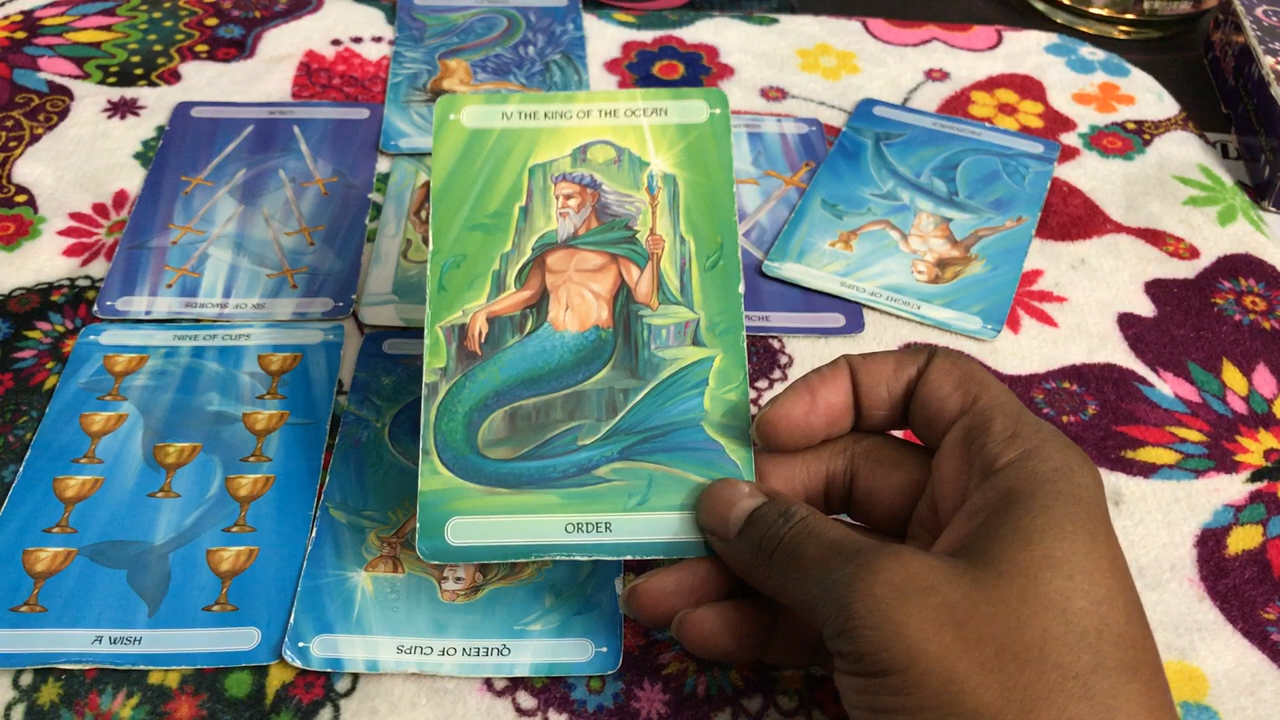 IV THE KING OF THE OCEAN
SIX OF SWORDS
KNIGHT OF CUPS
ACHE
NINE OF CUPS
ORDER
A WISH
QUEEN OF CUPS